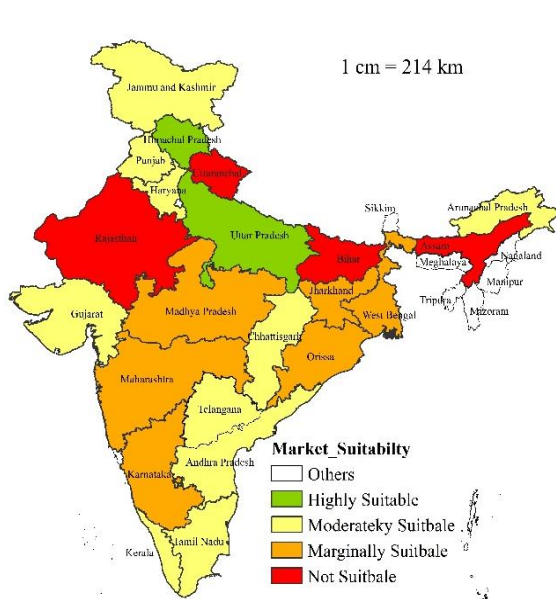 1 cm = 214 km
Jammu and Kashmir
Himachal Pradesh
Punjab
Uttaranchal
Haryana
Sikkim
Arunachal Pradesh
Rajasthan
Uttar Pradesh
Bihar
Assam
Nagaland
Meghalaya
Manipur
Jharkhand
Tripura
Mazoram
Gujarat
Madhya Pradesh
West Bengal
Chhattisgarh
Orissa
Maharashtra
Telangana
Andhra Pradesh
Karnataka
Kerala
Tamil Nadu
Market_Suitabilty
Others
Highly Suitable
Moderateky Suitbale
Marginally Suitbale
Not Suitbale